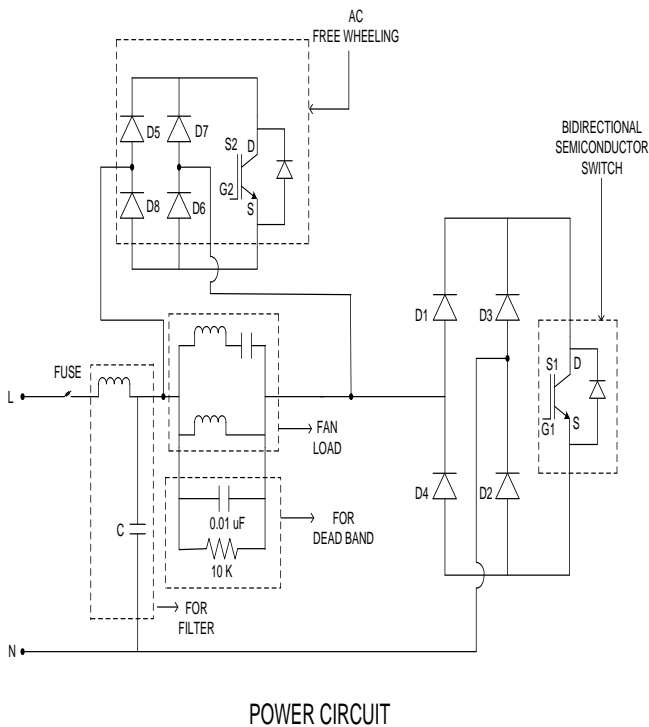 AC
FREE WHEELING
D5
D7
S2
D
G2
S
D8
D6
BIDIRECTIONAL
SEMICONDUCTOR
SWITCH
D1
D3
S1
D
G1
S
D4
D2
FUSE
L
FAN
LOAD
C
0.01 uF
10 K
FOR
DEAD BAND
FOR
FILTER
N
POWER CIRCUIT